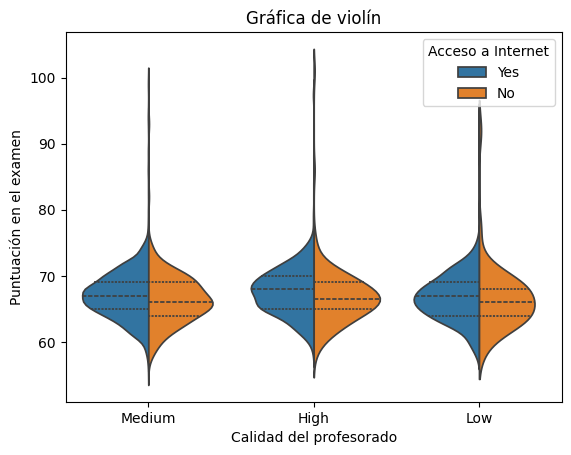 Gráfica de violín
Acceso a Internet
Yes
No
Puntuación en el examen
100
90
80
70
60
Medium
High
Low
Calidad del profesorado